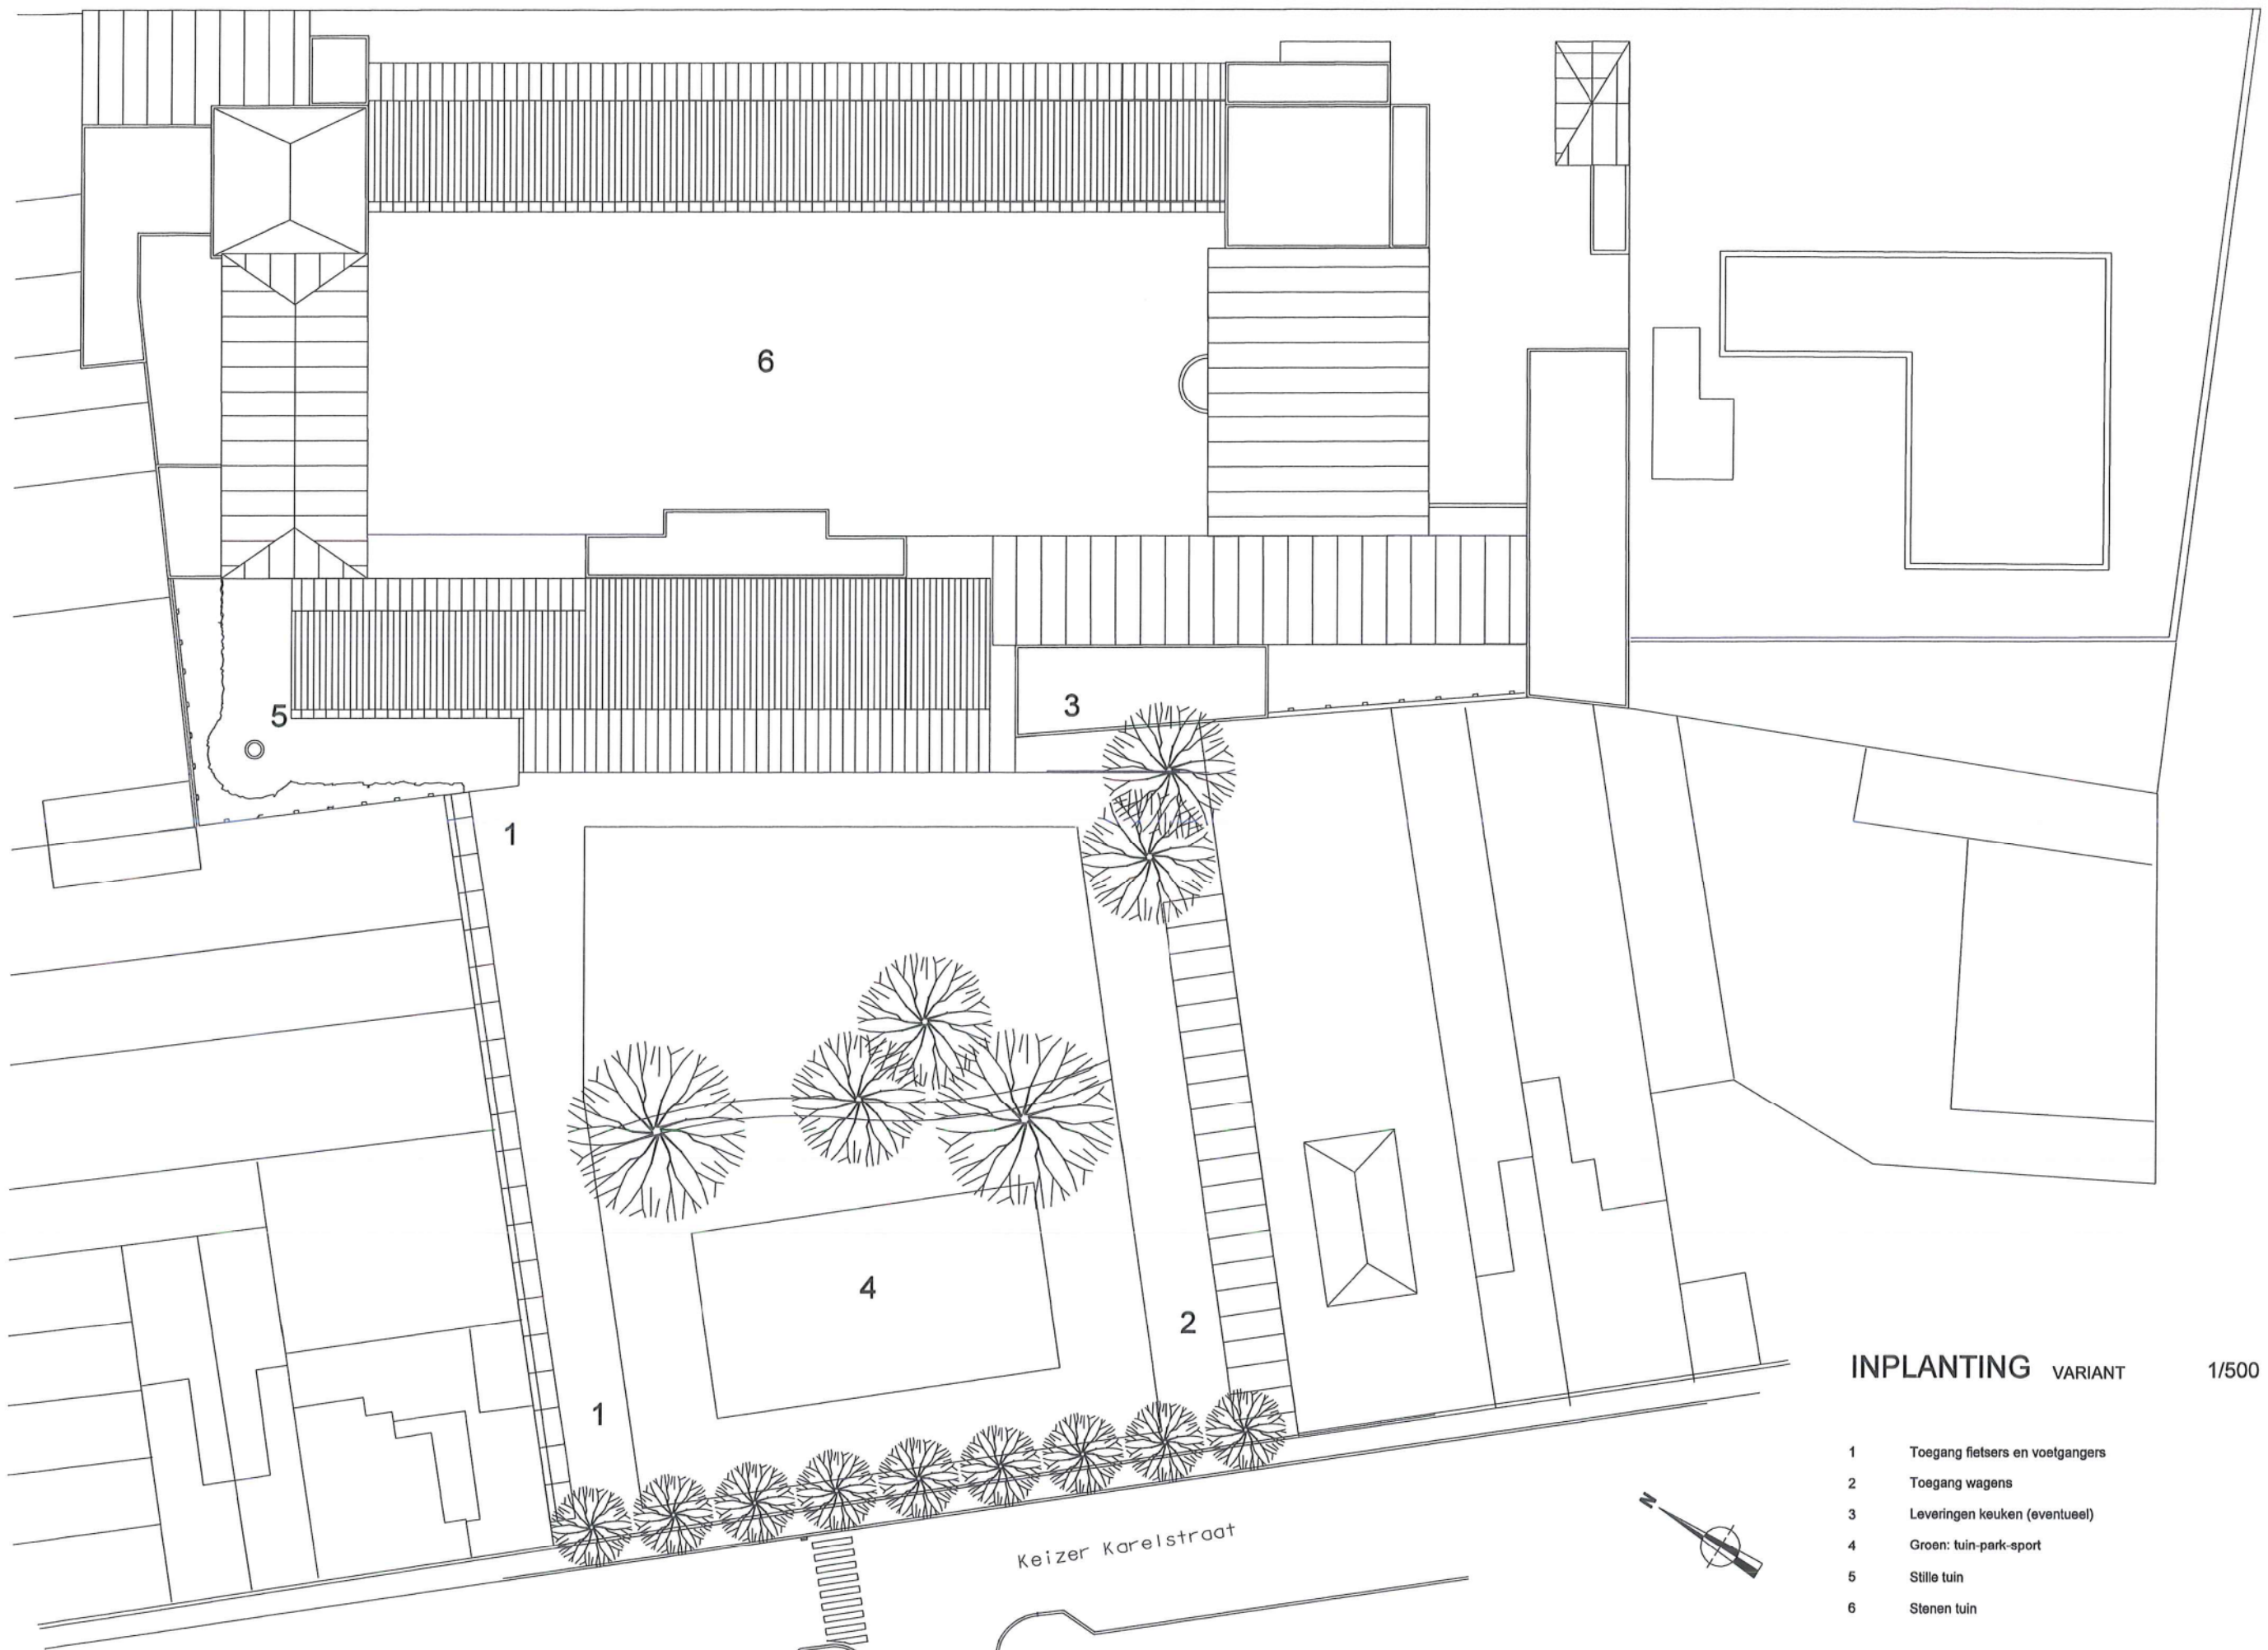 6
5
3
1
4
2
1
INPLANTING VARIANT 1/500
1 Toegang fietsers en voetgangers
2 Toegang wagens
3 Leveringen keuken (eventueel)
4 Groen: tuin-park-sport
5 Stille tuin
6 Stenen tuin
N
Keizer Karelstraat